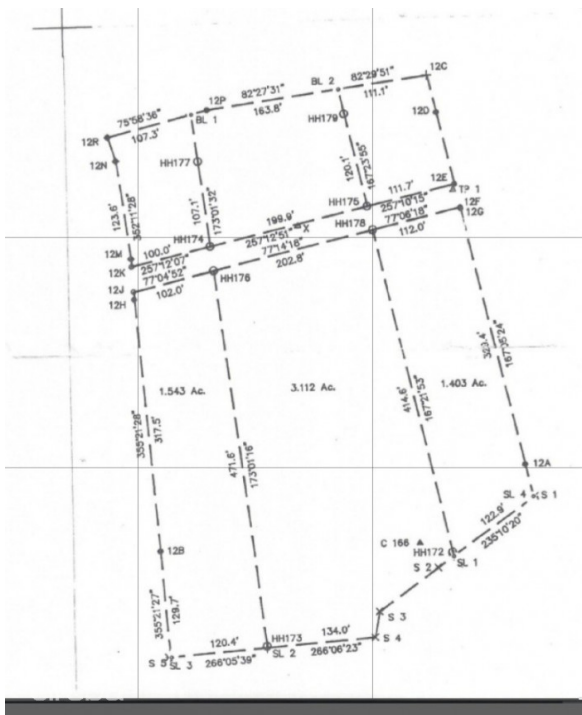 12C
BL 2
82°29'51"
111.1'
82°27'31"
163.8'
12P
BL 1
75°58'36"
107.3'
12R
12N
12D
HH179
HH177
123.6'
352°11'28"
107.1'
173°01'32"
120.1'
167°23'55"
12E
TP 1
111.7'
257°10'15"
HH175
12F
12G
199.9'
257°12'51"
X
HH178
77°06'18"
112.0'
HH174
77°14'18"
202.8'
12M
12K
100.0'
257°12'07"
HH176
12J
12H
77°04'52"
102.0'
323.4'
1.543 Ac.
3.112 Ac.
1.403 Ac.
414.6'
167°21'53"
355°21'28"
317.5'
471.6'
173°01'16"
12A
SL 4
S 1
122.9'
235°10'20"
C 166
HH172
SL 1
S 2
12B
355°21'27"
129.7'
S 3
S 4
134.0'
266°06'23"
HH173
SL 2
120.4'
266°05'39"
S 5
SL 3